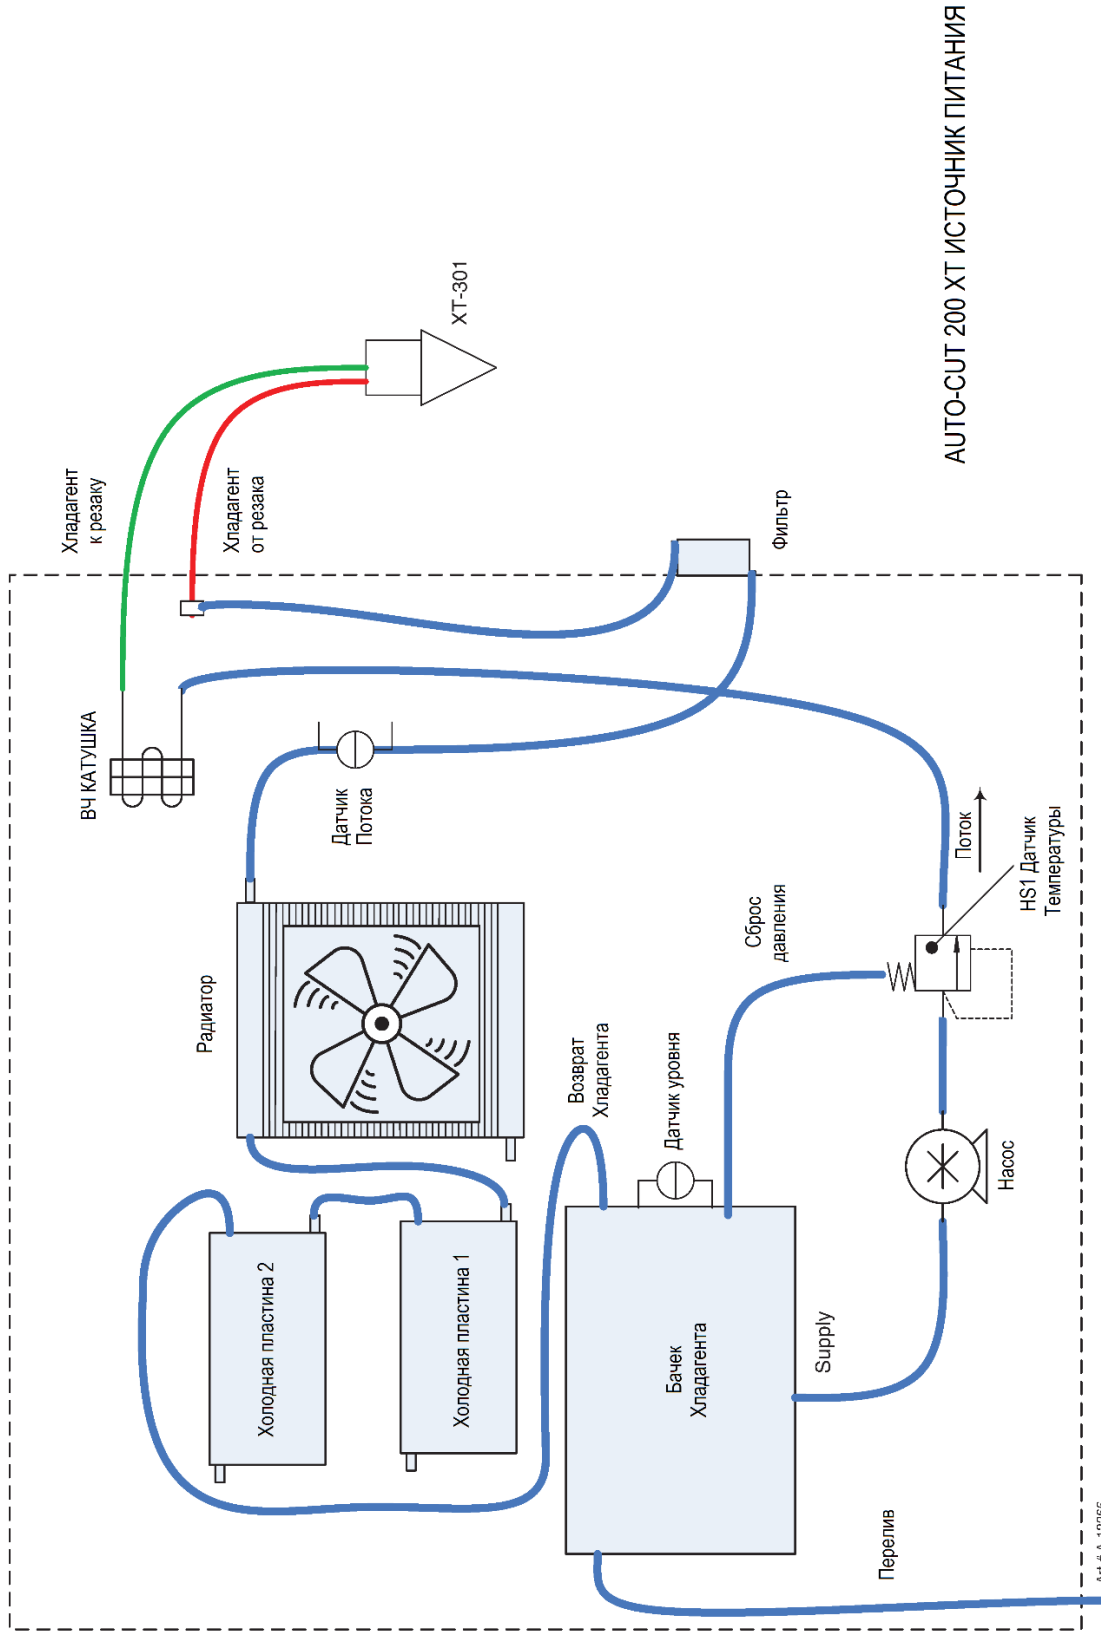 Хладагент
к резаку
ВЧ КАТУШКА
Хладагент
от резака
XT-301
Датчик
Потока
Фильтр
AUTO-CUT 200 XT ИСТОЧНИК ПИТАНИЯ
Радиатор
Холодная пластина 2
Холодная пластина 1
Возврат
Хладагента
Датчик уровня
Сброс
давления
Поток
HS1 Датчик
Температуры
Насос
Бачек
Хладагента
Supply
Перелив